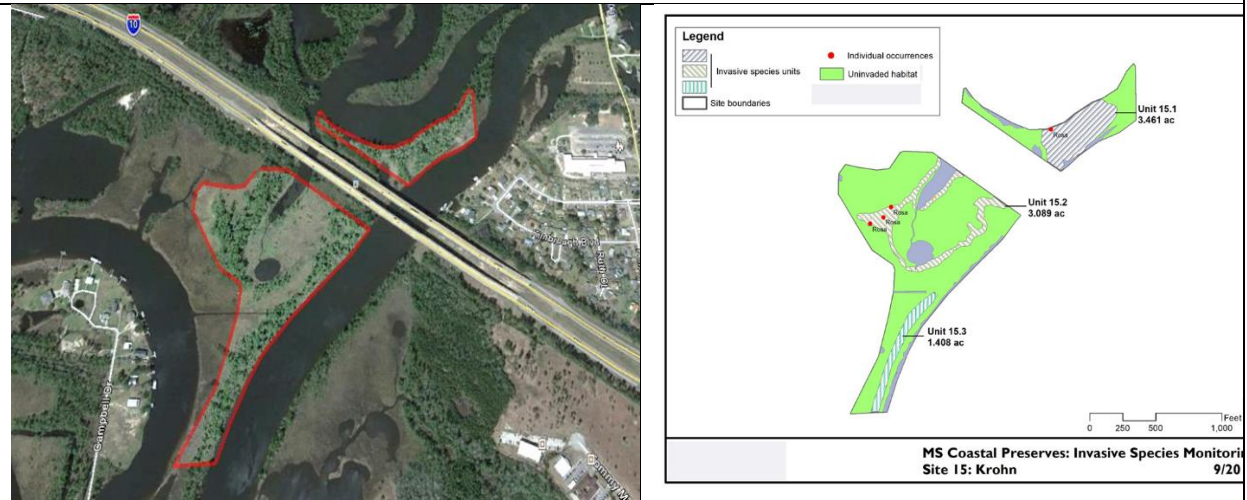 10
Campbell Cr
Legend
Individual occurrences
Invasive species units
Uninvaded habitat
Site boundaries
Unit 15.1
3.461 ac
Rosa
Unit 15.2
3.089 ac
Rosa
Rosa
Rosa
Unit 15.3
1.408 ac
Feet
0 250 500 1,000
MS Coastal Preserves: Invasive Species Monitori
Site 15: Krohn 9/20